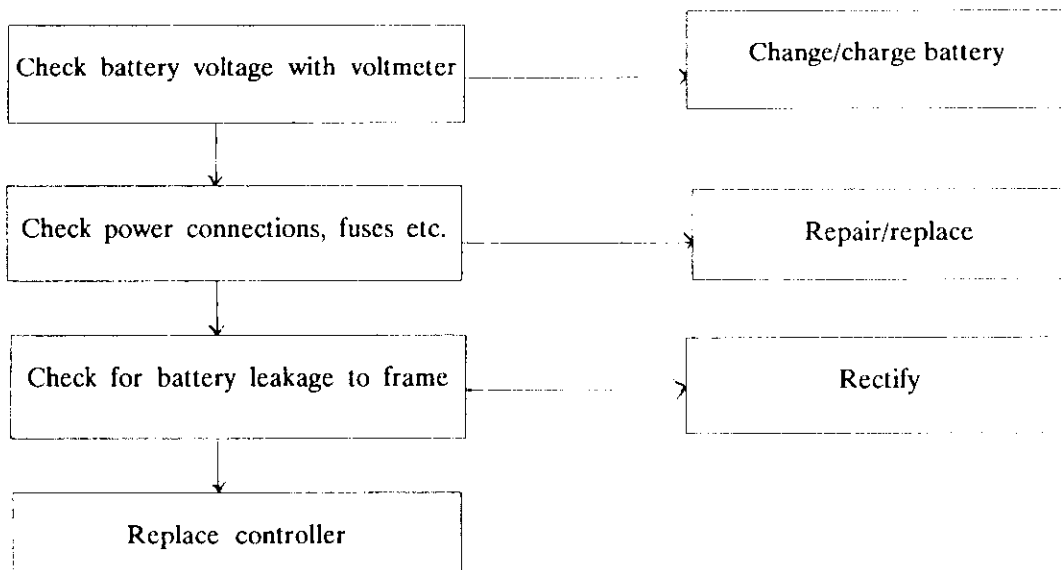 Check battery voltage with voltmeter
Change/charge battery
Check power connections, fuses etc.
Repair/replace
Check for battery leakage to frame
Rectify
Replace controller